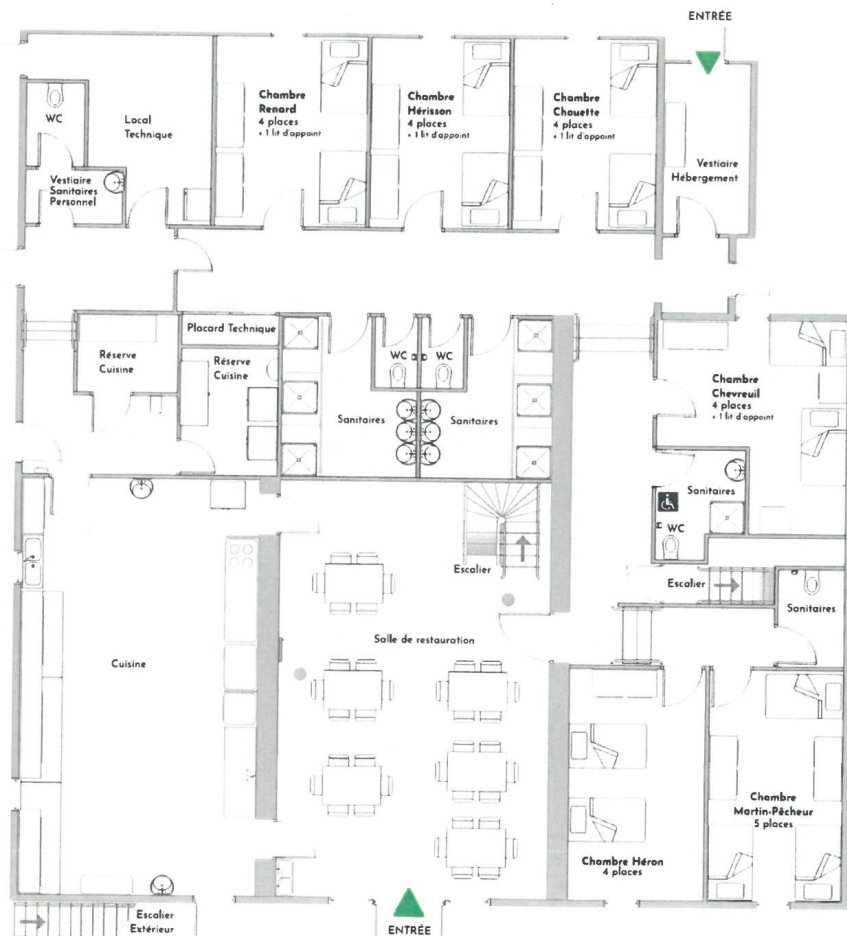 ENTRÉE
WC
Local
Technique
Vestiaire
Sanitaires
Personnel
Chambre
Renard
4 places
+ 1 lit d'appoint
Chambre
Hérisson
4 places
+ 1 lit d'appoint
Chambre
Chouette
4 places
+ 1 lit d'appoint
Vestiaire
Hébergement
Réserve
Cuisine
Placard Technique
Réserve
Cuisine
WC
WC
Sanitaires
Sanitaires
Chambre
Chevreuil
4 places
+ 1 lit d'appoint
Sanitaires
WC
Escalier
Escalier
Sanitaires
Salle de restauration
Cuisine
Chambre Héron
4 places
Chambre
Martin-Pêcheur
5 places
Escalier
Extérieur
ENTRÉE